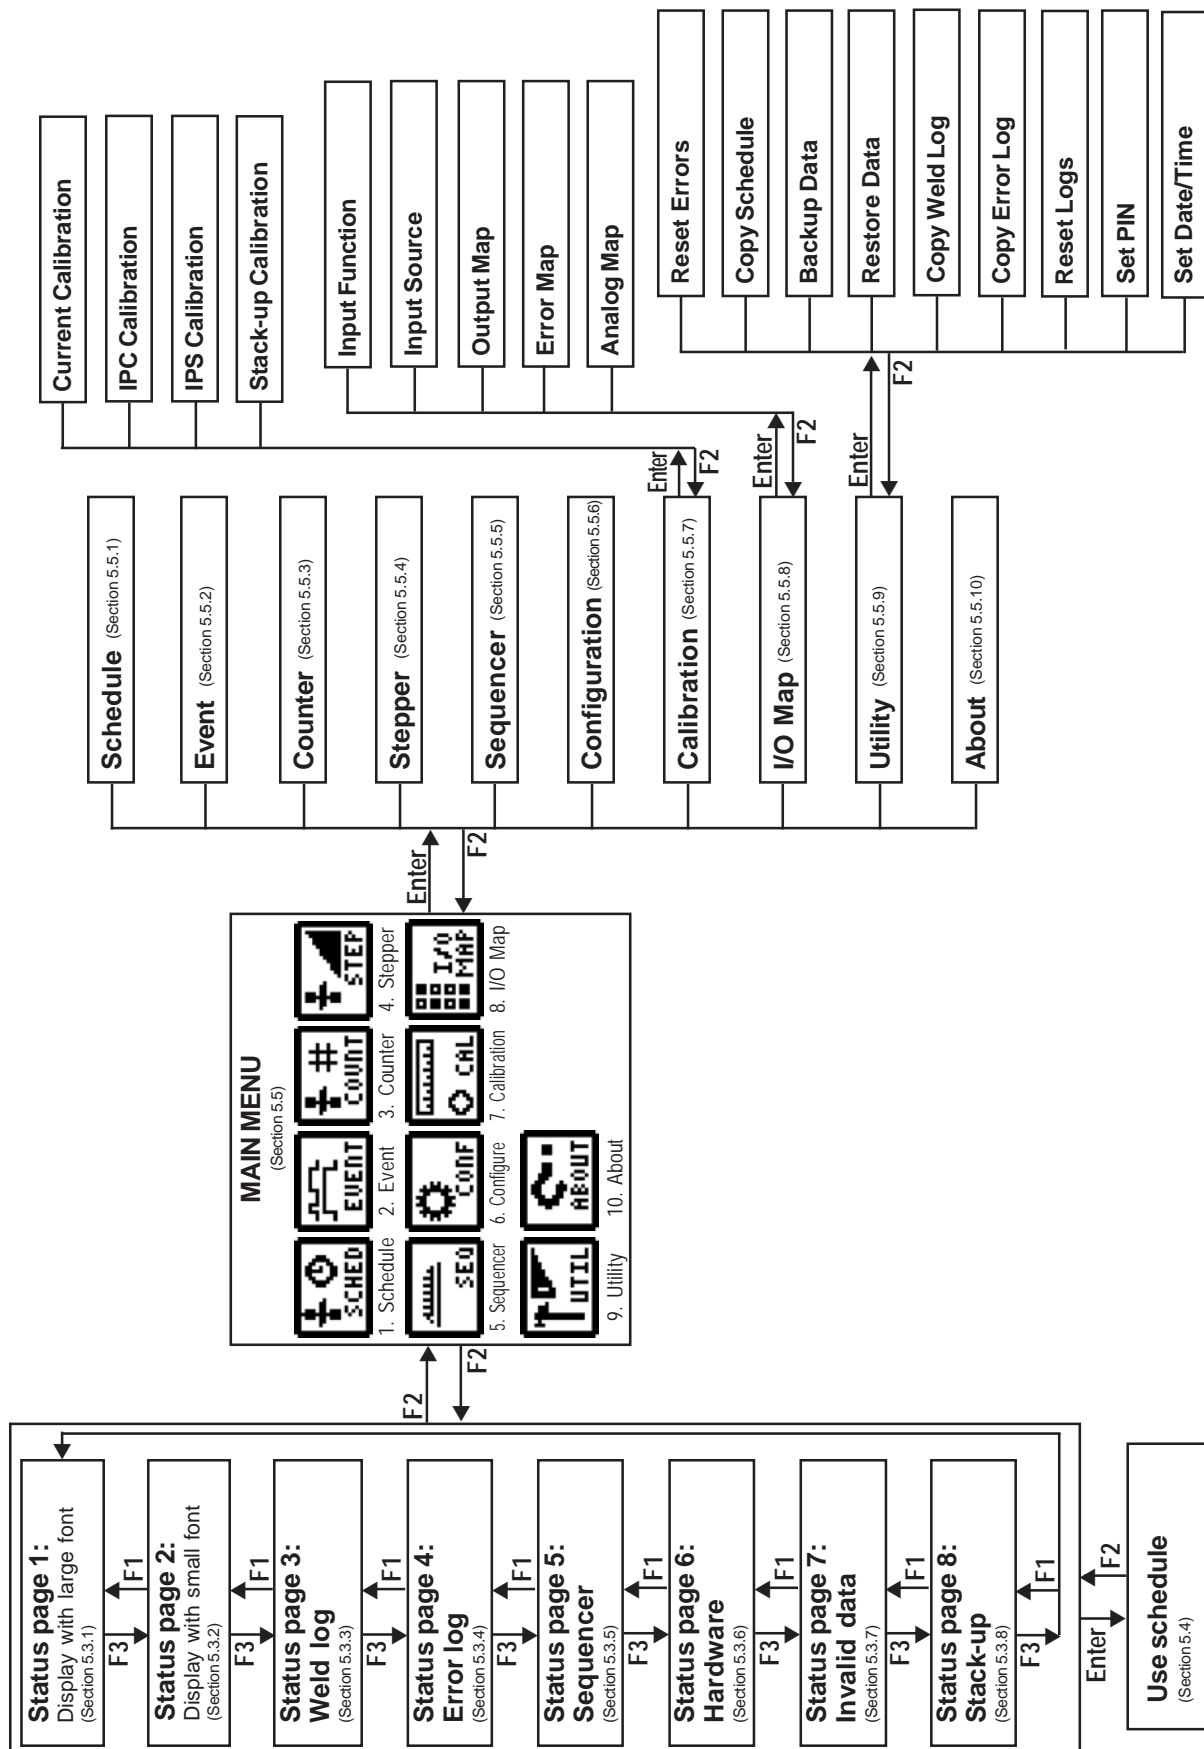 Status page 1:
Display with large font
(Section 5.3.1)
F3
F1
Status page 2:
Display with small font
(Section 5.3.2)
F3
F1
Status page 3:
Weld log
(Section 5.3.3)
F3
F1
Status page 4:
Error log
(Section 5.3.4)
F3
F1
Status page 5:
Sequencer
(Section 5.3.5)
F3
F1
Status page 6:
Hardware
(Section 5.3.6)
F3
F1
Status page 7:
Invalid data
(Section 5.3.7)
F3
F1
Status page 8:
Stack-up
(Section 5.3.8)
F3
F1
Enter
F2
Use schedule
(Section 5.4)
F2
F2
MAIN MENU
(Section 5.5)
SCHED
EVENT
COUNT
STEP
1. Schedule
2. Event
3. Counter
4. Stepper
SEQ
CONF
CAL
I/O
MAP
5. Sequencer
6. Configure
7. Calibration
8. I/O Map
UTIL
ABOUT
9. Utility
10. About
Enter
F2
Schedule (Section 5.5.1)
Event (Section 5.5.2)
Counter (Section 5.5.3)
Stepper (Section 5.5.4)
Sequencer (Section 5.5.5)
Configuration (Section 5.5.6)
Calibration (Section 5.5.7)
I/O Map (Section 5.5.8)
Utility (Section 5.5.9)
About (Section 5.5.10)
Enter
F2
Current Calibration
IPC Calibration
IPS Calibration
Stack-up Calibration
Enter
F2
Input Function
Input Source
Output Map
Error Map
Analog Map
Enter
F2
Reset Errors
Copy Schedule
Backup Data
Restore Data
Copy Weld Log
Copy Error Log
Reset Logs
Set PIN
Set Date/Time